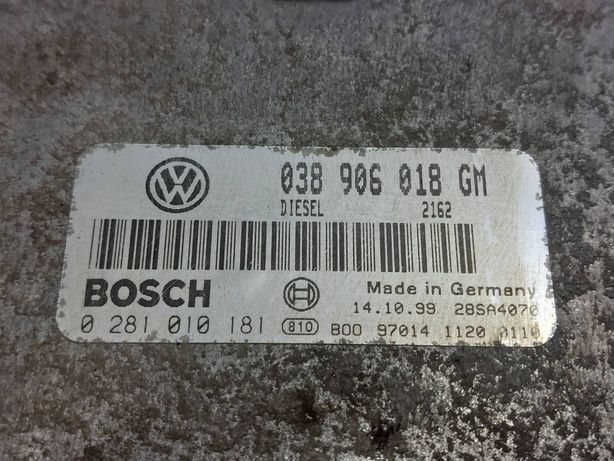 VW
038 906 018 GM
DIESEL 2162
BOSCH
Made in Germany
14.10.99 28SA4070
0 281 010 181 810 B00 97014 1120 0110